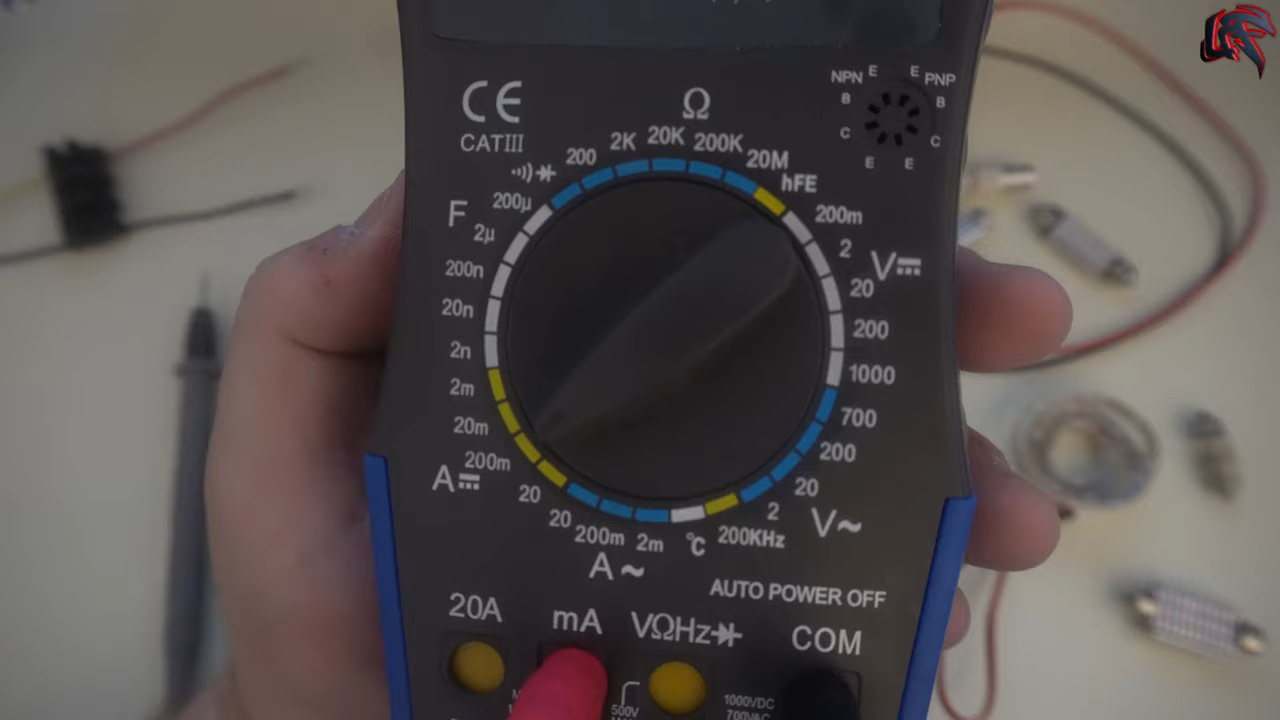 CE
CATIII
Ω
200
2K
20K
200K
20M
hFE
NPN
E
E
PNP
B
B
C
C
E
E
F
200µ
2µ
200n
20n
2n
2m
20m
200m
20
A
200m
2
20
200
1000
V
700
200
20
2
V~
20
200m
2m
A~
°C
200KHz
AUTO POWER OFF
20A
mA
VΩHz
COM
500V
1000VDC
700VAC